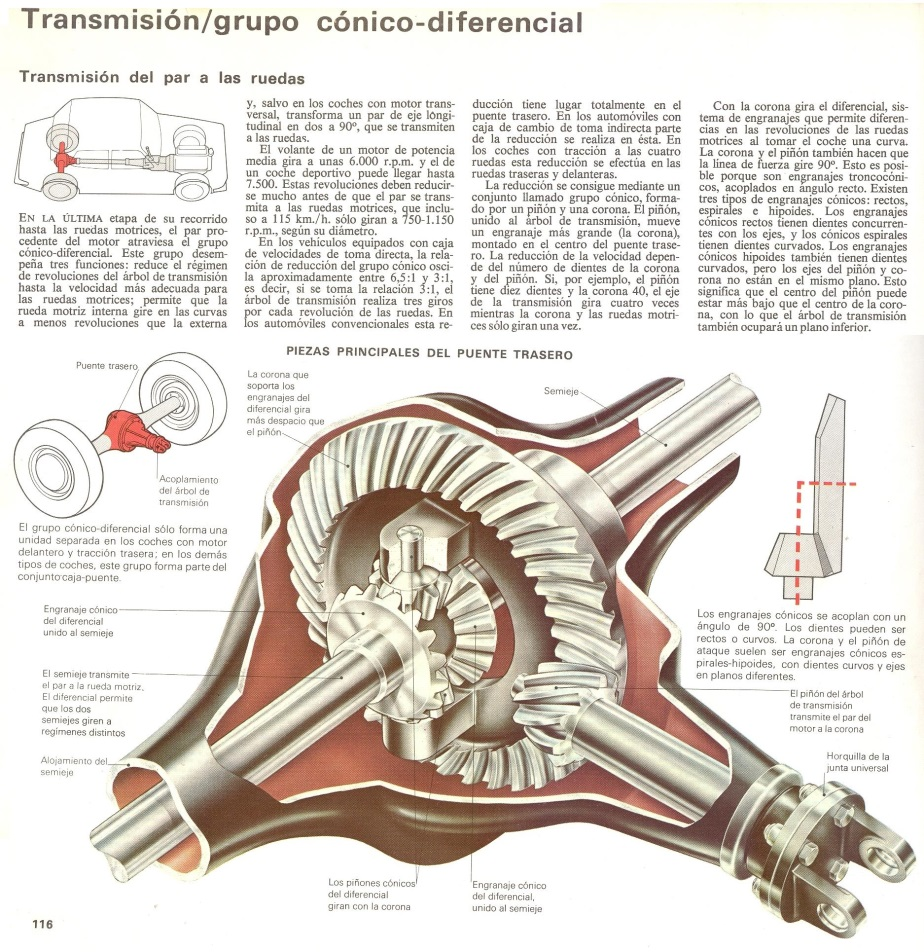 Transmisión/grupo cónico-diferencial
Transmisión del par a las ruedas
EN LA ÚLTIMA etapa de su recorrido
hasta las ruedas motrices, el par pro-
cedente del motor atraviesa el grupo
cónico-diferencial. Este grupo desem-
peña tres funciones: reduce el régimen
de revoluciones del árbol de transmisión
hasta la velocidad más adecuada para
las ruedas motrices; permite que la
rueda motriz interna gire en las curvas
a menos revoluciones que la externa
y, salvo en los coches con motor trans-
versal, transforma un par de eje longi-
tudinal en dos a 90º, que se transmiten
a las ruedas.
El volante de un motor de potencia
media gira a unas 6.000 r.p.m. y el de
un coche deportivo puede llegar hasta
7.500. Estas revoluciones deben reducir-
se mucho antes de que el par se trans-
mita a las ruedas motrices, que inclu-
so a 115 km./h. sólo giran a 750-1.150
r.p.m., según su diámetro.
En los vehículos equipados con caja
de velocidades de toma directa, la rela-
ción de reducción del grupo cónico osci-
la aproximadamente entre 6,5:1 y 3:1,
es decir, si se toma la relación 3:1, el
árbol de transmisión realiza tres giros
por cada revolución de las ruedas. En
los automóviles convencionales esta re-
ducción tiene lugar totalmente en el
puente trasero. En los automóviles con
caja de cambio de toma indirecta parte
de la reducción se realiza en ésta. En
los coches con tracción a las cuatro
ruedas esta reducción se efectúa en las
ruedas traseras y delanteras.
La reducción se consigue mediante un
conjunto llamado grupo cónico, forma-
do por un piñón y una corona. El piñón,
unido al árbol de transmisión, mueve
un engranaje más grande (la corona),
montado en el centro del puente trase-
ro. La reducción de la velocidad depen-
de del número de dientes de la corona
y del piñón. Si, por ejemplo, el piñón
tiene diez dientes y la corona 40, el eje
de la transmisión gira cuatro veces
mientras la corona y las ruedas motri-
ces sólo giran una vez.
Con la corona gira el diferencial, sis-
tema de engranajes que permite diferen-
cias en las revoluciones de las ruedas
motrices al tomar el coche una curva.
La corona y el piñón también hacen que
la línea de fuerza gire 90º. Esto es posi-
ble porque son engranajes troncocóni-
cos, acoplados en ángulo recto. Existen
tres tipos de engranajes cónicos: rectos,
espirales e hipoides. Los engranajes
cónicos rectos tienen dientes concurren-
tes con los ejes, y los cónicos espirales
tienen dientes curvados. Los engranajes
cónicos hipoides también tienen dientes
curvados, pero los ejes del piñón y co-
rona no están en el mismo plano. Esto
significa que el centro del piñón puede
estar más bajo que el centro de la coro-
na, con lo que el árbol de transmisión
también ocupará un plano inferior.
PIEZAS PRINCIPALES DEL PUENTE TRASERO
Puente trasero
Acoplamiento
del árbol de
transmisión
El grupo cónico-diferencial sólo forma una
unidad separada en los coches con motor
delantero y tracción trasera; en los demás
tipos de coches, este grupo forma parte del
conjunto caja-puente.
La corona que
soporta los
engranajes del
diferencial gira
más despacio que
el piñón
Semieje
Engranaje cónico
del diferencial
unido al semieje
El semieje transmite
el par a la rueda motriz.
El diferencial permite
que los dos
semiejes giren a
regímenes distintos
Alojamiento del
semieje
Los engranajes cónicos se acoplan con un
ángulo de 90º. Los dientes pueden ser
rectos o curvos. La corona y el piñón de
ataque suelen ser engranajes cónicos es-
pirales-hipoides, con dientes curvos y ejes
en planos diferentes.
El piñón del árbol
de transmisión
transmite el par del
motor a la corona
Horquilla de la
junta universal
Los piñones cónicos
del diferencial
giran con la corona
Engranaje cónico
del diferencial,
unido al semieje
116